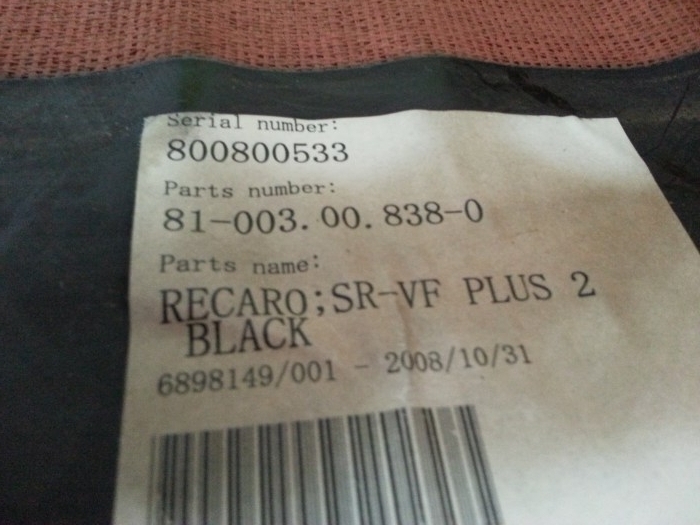 Serial number:
800800533
Parts number:
81-003.00.838-0
Parts name:
RECARO;SR-VF PLUS 2
BLACK
6898149/001 - 2008/10/31